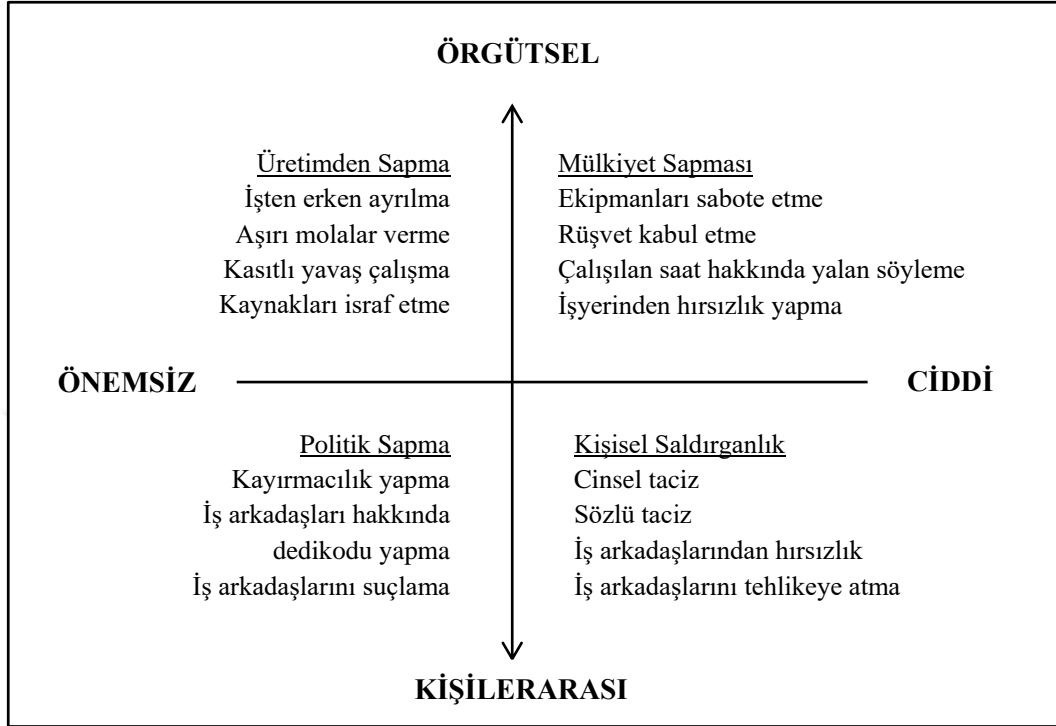 ÖRGÜTSEL
Üretimden Sapma
İşten erken ayrılma
Aşırı molalar verme
Kasıtlı yavaş çalışma
Kaynakları israf etme
Mülkiyet Sapması
Ekipmanları sabote etme
Rüşvet kabul etme
Çalışılan saat hakkında yalan söyleme
İşyerinden hırsızlık yapma
ÖNEMSİZ
CİDDİ
Politik Sapma
Kayırmacılık yapma
İş arkadaşları hakkında
dedikodu yapma
İş arkadaşlarını suçlama
Kişisel Saldırganlık
Cinsel taciz
Sözlü taciz
İş arkadaşlarından hırsızlık
İş arkadaşlarını tehlikeye atma
KİŞİLERARASI